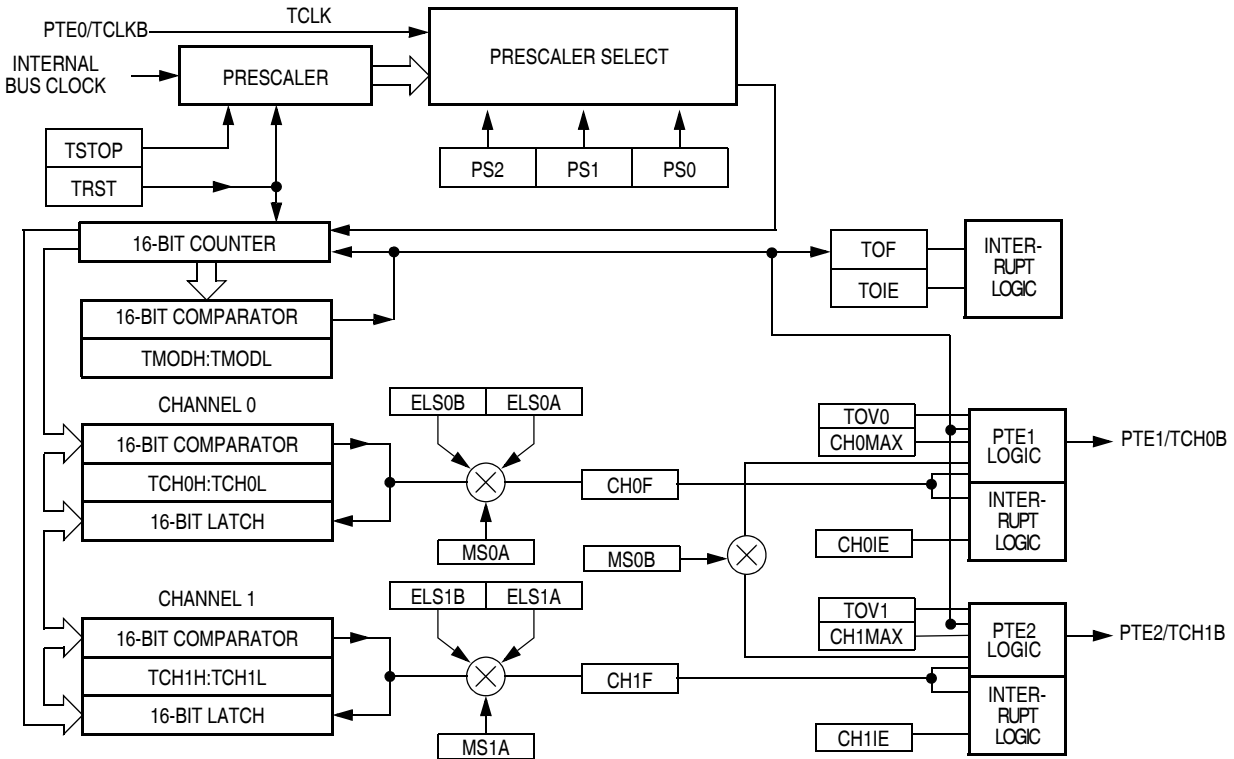 TCLK
PTE0/TCLKB
PRESCALER SELECT
INTERNAL
BUS CLOCK
PRESCALER
TSTOP
TRST
PS2
PS1
PS0
16-BIT COUNTER
TOF
TOIE
INTER-
RUPT
LOGIC
16-BIT COMPARATOR
TMODH:TMODL
CHANNEL 0
ELS0B
ELS0A
16-BIT COMPARATOR
TCH0H:TCH0L
16-BIT LATCH
MS0A
CH0F
TOV0
CH0MAX
PTE1
LOGIC
PTE1/TCH0B
INTER-
RUPT
LOGIC
CH0IE
MS0B
CHANNEL 1
ELS1B
ELS1A
16-BIT COMPARATOR
TCH1H:TCH1L
16-BIT LATCH
MS1A
CH1F
TOV1
CH1MAX
PTE2
LOGIC
PTE2/TCH1B
INTER-
RUPT
LOGIC
CH1IE